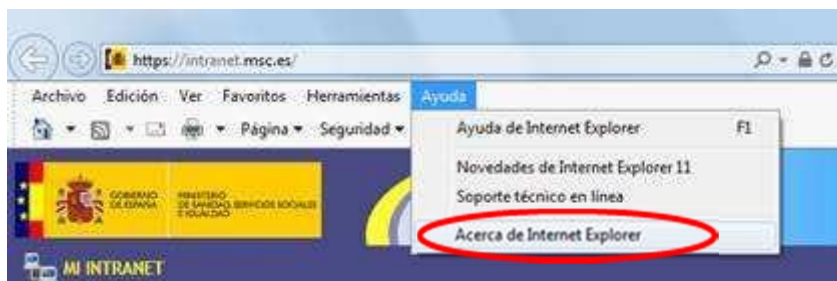 https://intranet.msc.es/
Archivo Edición Ver Favoritos Herramientas Ayuda
Página Seguridad
Ayuda de Internet Explorer F1
Novedades de Internet Explorer 11
Soporte técnico en línea
Acerca de Internet Explorer
GOBIERNO
DE ESPAÑA
MINISTERIO
DE SANIDAD, SERVICIOS SOCIALES
E IGUALDAD
MI INTRANET